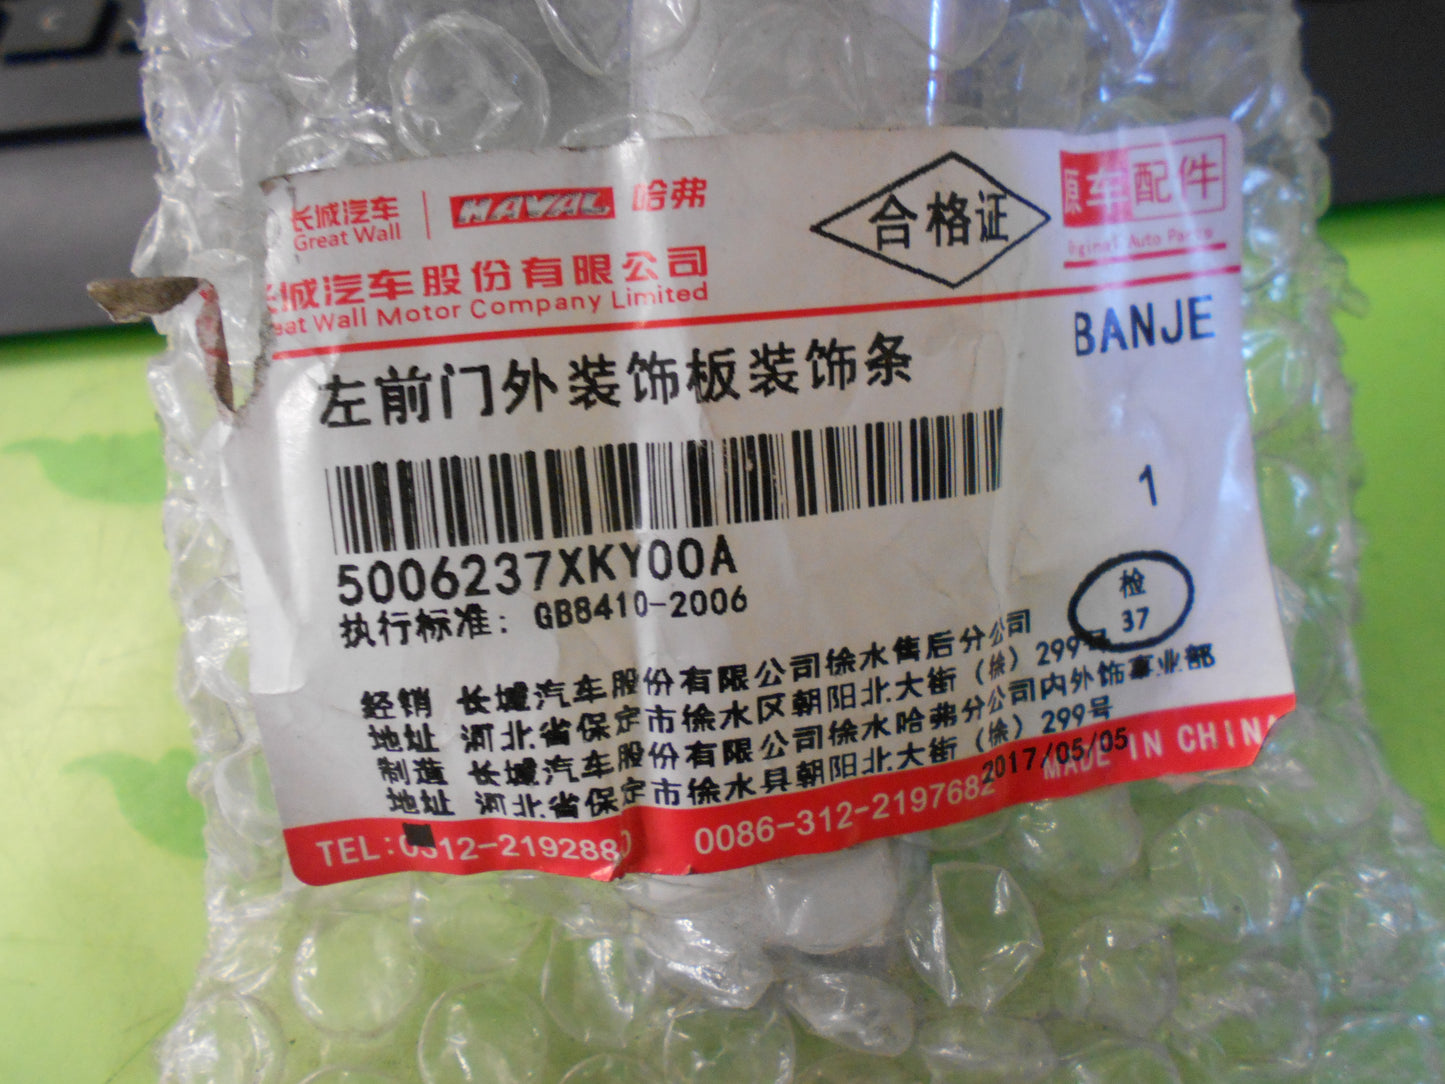 长城汽车 HAVAL 哈弗
Great Wall
合格证
原车配件
Original Auto Parts
长城汽车股份有限公司
Great Wall Motor Company Limited
左前门外装饰板装饰条
BANJE
1
5006237XKY00A
执行标准: GB8410-2006
检
37
经销 长城汽车股份有限公司徐水售后分公司
地址 河北省保定市徐水区朝阳北大街（徐）299号
制造 长城汽车股份有限公司徐水哈弗分公司内外饰事业部
地址 河北省保定市徐水县朝阳北大街（徐）299号
2017/05/05
MADE IN CHINA
TEL:0312-2192880 0086-312-2197682